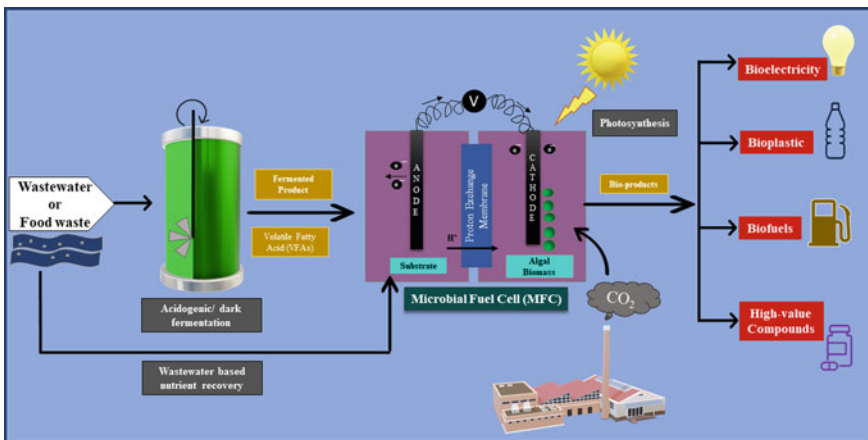 Wastewater
or
Food waste
Acidogenic/ dark
fermentation
Wastewater based
nutrient recovery
Fermented
Product
Volatile Fatty
Acid (VFAs)
V
ANODE
e⁻
e⁻
Substrate
Proton Exchange
Membrane
H⁺
CATHODE
e⁻
e⁻
Algal
Biomass
Microbial Fuel Cell (MFC)
Photosynthesis
CO₂
Bio-products
Bioelectricity
Bioplastic
Biofuels
High-value
Compounds